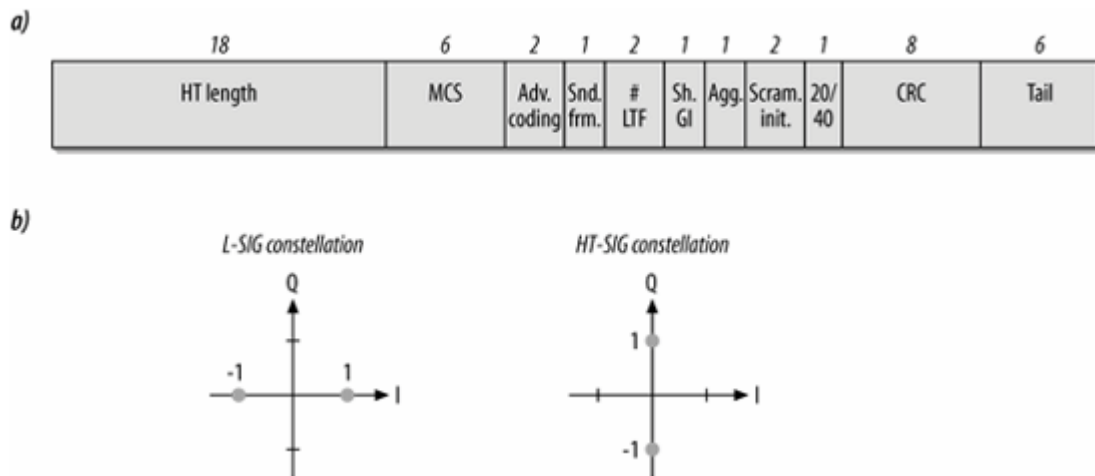 a)
18 6 2 1 2 1 1 2 1 8 6
HT length MCS Adv. coding Snd. frm. # LTF Sh. GI Agg. Scram. init. 20/ 40 CRC Tail
b)
L-SIG constellation HT-SIG constellation
Q Q
1
-1 1 I I
-1